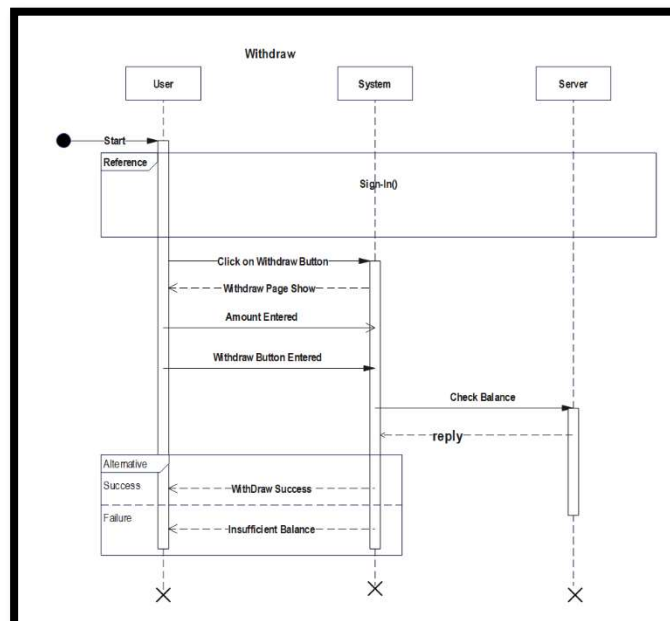 Withdraw
User
System
Server
Start
Reference
Sign-In()
Click on Withdraw Button
Withdraw Page Show
Amount Entered
Withdraw Button Entered
Check Balance
reply
Alternative
Success
WithDraw Success
Failure
Insufficient Balance